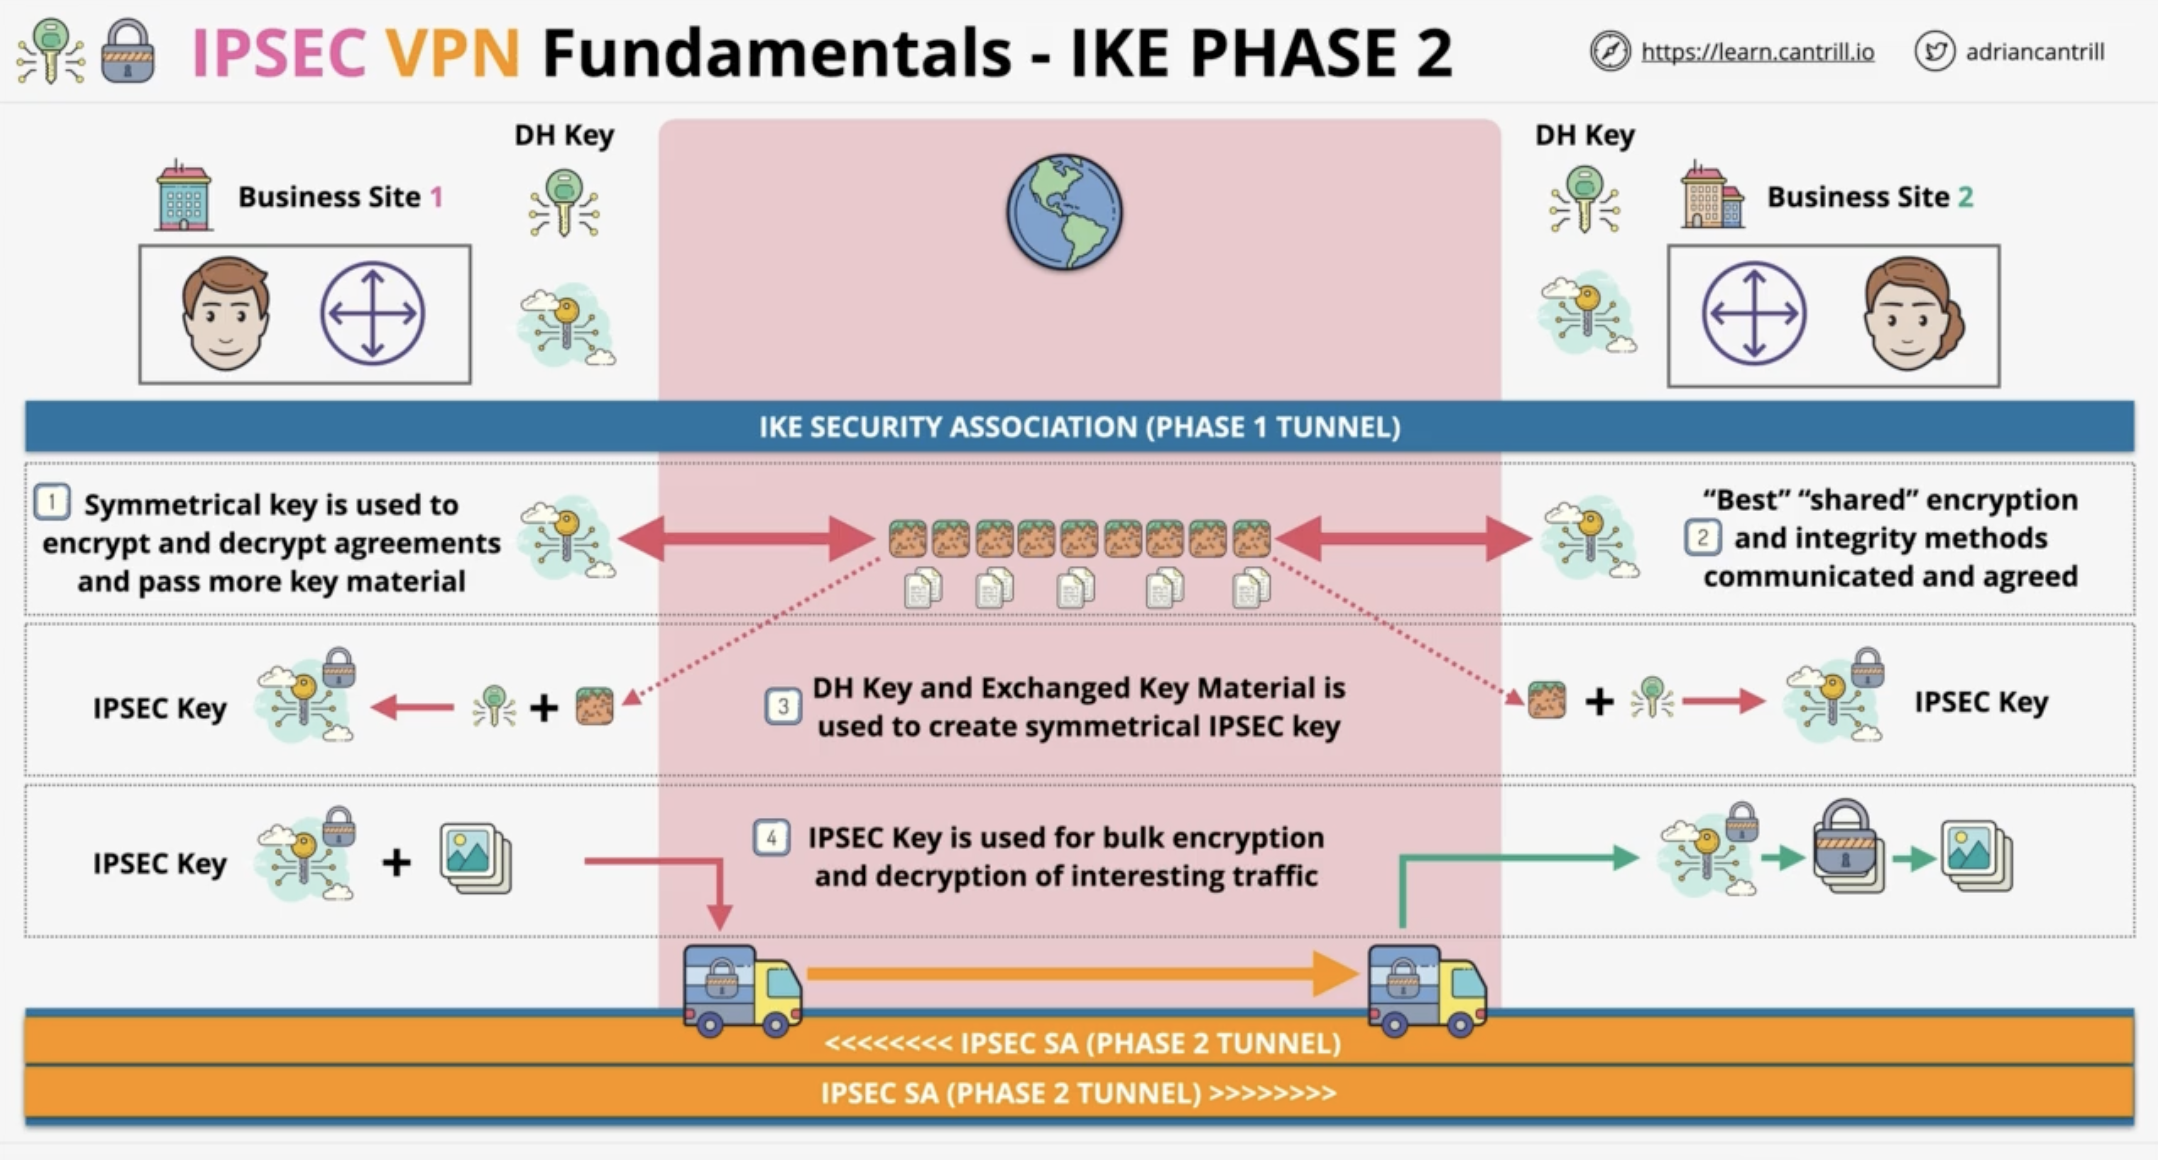 IPSEC VPN Fundamentals - IKE PHASE 2
https://learn.cantrill.io
adriancantrill
DH Key
Business Site 1
DH Key
Business Site 2
IKE SECURITY ASSOCIATION (PHASE 1 TUNNEL)
1
Symmetrical key is used to
encrypt and decrypt agreements
and pass more key material
2
“Best” “shared” encryption
and integrity methods
communicated and agreed
IPSEC Key
3
DH Key and Exchanged Key Material is
used to create symmetrical IPSEC key
+
+
IPSEC Key
IPSEC Key
+
4
IPSEC Key is used for bulk encryption
and decryption of interesting traffic
<<<<<<<< IPSEC SA (PHASE 2 TUNNEL)
IPSEC SA (PHASE 2 TUNNEL) >>>>>>>>